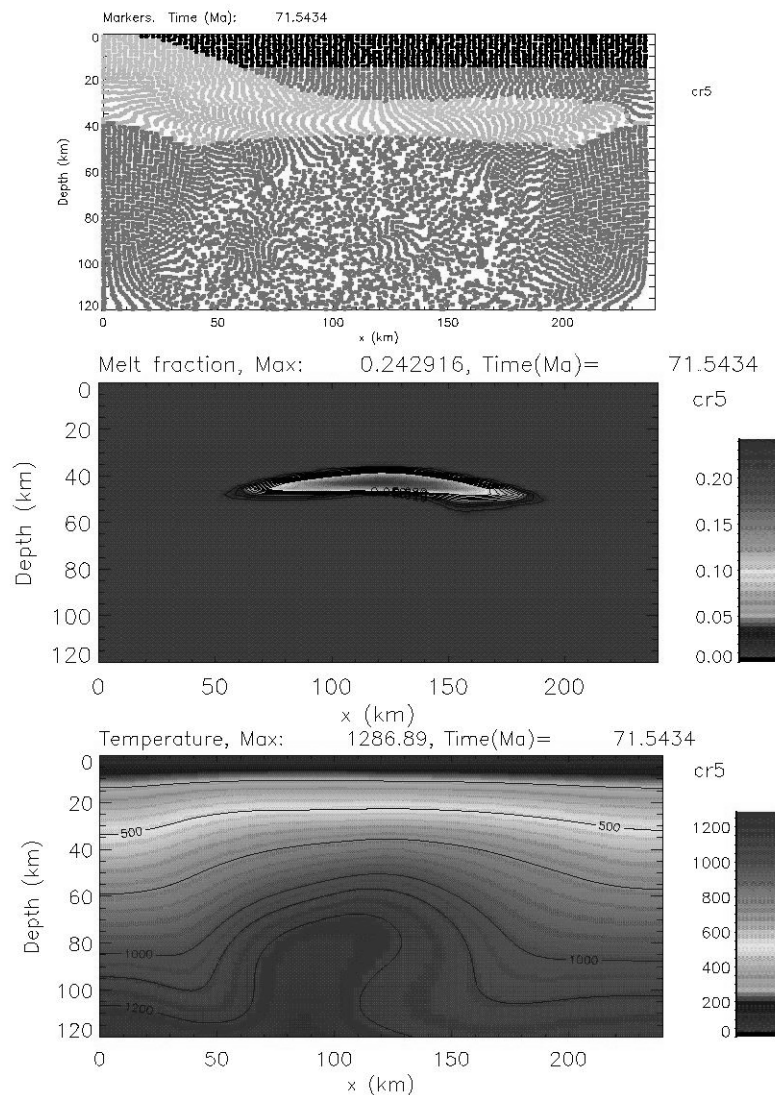 Markers. Time (Ma): 71.5434
0
20
40
60
80
100
120
Depth (km)
cr5
0 50 100 150 200
x (km)
Melt fraction, Max: 0.242916, Time(Ma)= 71.5434
0
20
40
60
80
100
120
Depth (km)
cr5
0.20
0.15
0.10
0.05
0.00
0 50 100 150 200
x (km)
Temperature, Max: 1286.89, Time(Ma)= 71.5434
0
20
40
60
80
100
120
Depth (km)
500 500
1000 1000
1200
cr5
1200
1000
800
600
400
200
0
0 50 100 150 200
x (km)